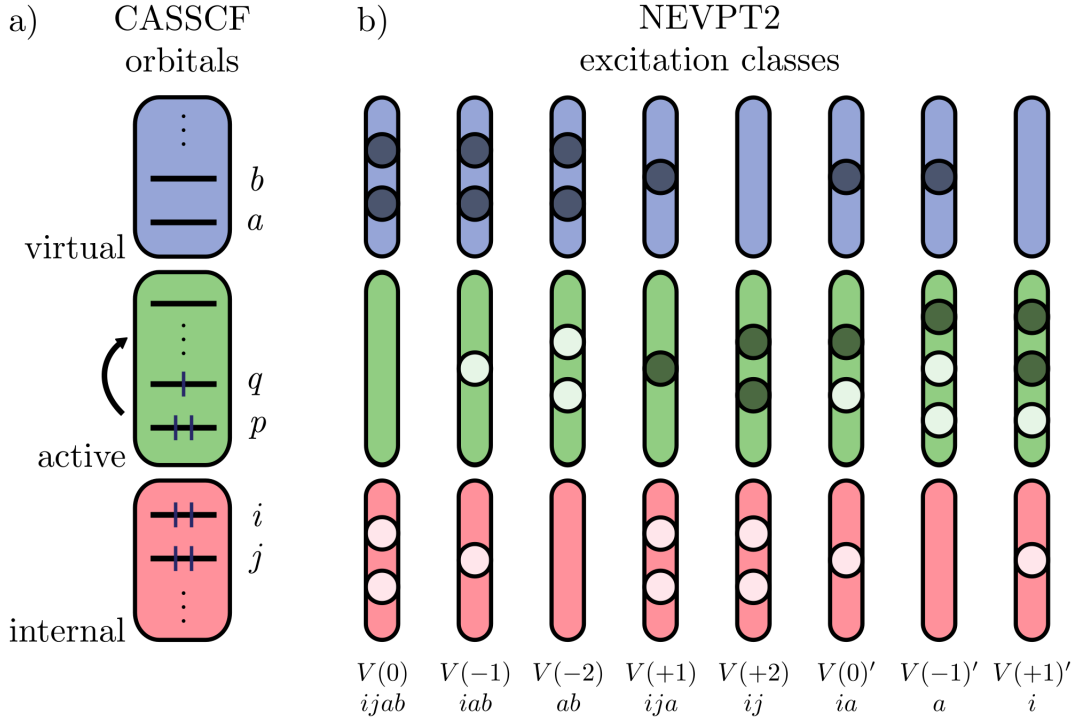 a)
CASSCF
orbitals
b
a
virtual
q
p
active
i
j
internal
b)
NEVPT2
excitation classes
V(0) V(−1) V(−2) V(+1) V(+2) V(0)′ V(−1)′ V(+1)′
ijab iab ab ija ij ia a i